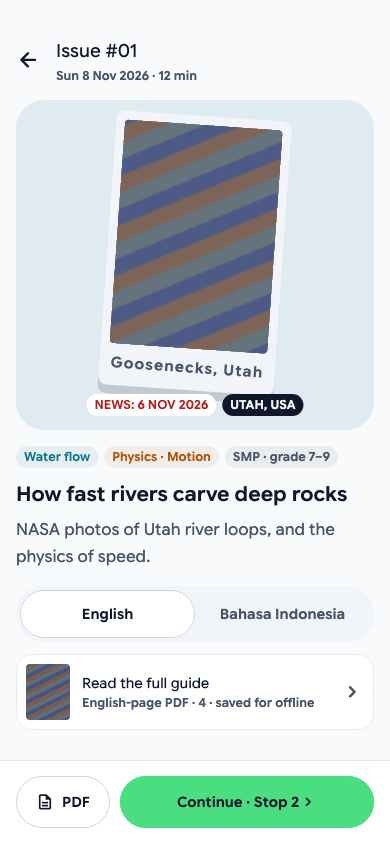 Issue #01
Sun 8 Nov 2026 · 12 min
Goosenecks, Utah
NEWS: 6 NOV 2026
UTAH, USA
Water flow
Physics · Motion
SMP · grade 7–9
How fast rivers carve deep rocks
NASA photos of Utah river loops, and the
physics of speed.
English
Bahasa Indonesia
Read the full guide
English-page PDF · 4 · saved for offline
PDF
Continue · Stop 2 ›